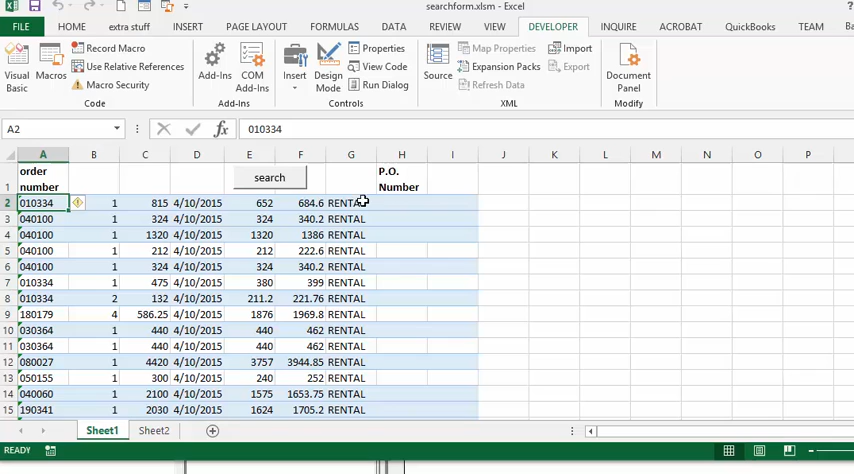 searchform.xlsm - Excel
FILE HOME extra stuff INSERT PAGE LAYOUT FORMULAS DATA REVIEW VIEW DEVELOPER INQUIRE ACROBAT QuickBooks TEAM
Visual Basic
Macros
Record Macro
Use Relative References
Macro Security
Code
Add-Ins
COM Add-Ins
Add-Ins
Insert
Design Mode
Properties
View Code
Run Dialog
Controls
Source
Map Properties
Expansion Packs
Refresh Data
Import
Export
XML
Document Panel
Modify
A2 fx 010334
A B C D E F G H I J K L M N O P
1 order number search P.O. Number
2 010334 1 815 4/10/2015 652 684.6 RENTAL
3 040100 1 324 4/10/2015 324 340.2 RENTAL
4 040100 1 1320 4/10/2015 1320 1386 RENTAL
5 040100 1 212 4/10/2015 212 222.6 RENTAL
6 040100 1 324 4/10/2015 324 340.2 RENTAL
7 010334 1 475 4/10/2015 380 399 RENTAL
8 010334 2 132 4/10/2015 211.2 221.76 RENTAL
9 180179 4 586.25 4/10/2015 1876 1969.8 RENTAL
10 030364 1 440 4/10/2015 440 462 RENTAL
11 030364 1 440 4/10/2015 440 462 RENTAL
12 080027 1 4420 4/10/2015 3757 3944.85 RENTAL
13 050155 1 300 4/10/2015 240 252 RENTAL
14 040060 1 2100 4/10/2015 1575 1653.75 RENTAL
15 190341 1 2030 4/10/2015 1624 1705.2 RENTAL
Sheet1 Sheet2
READY